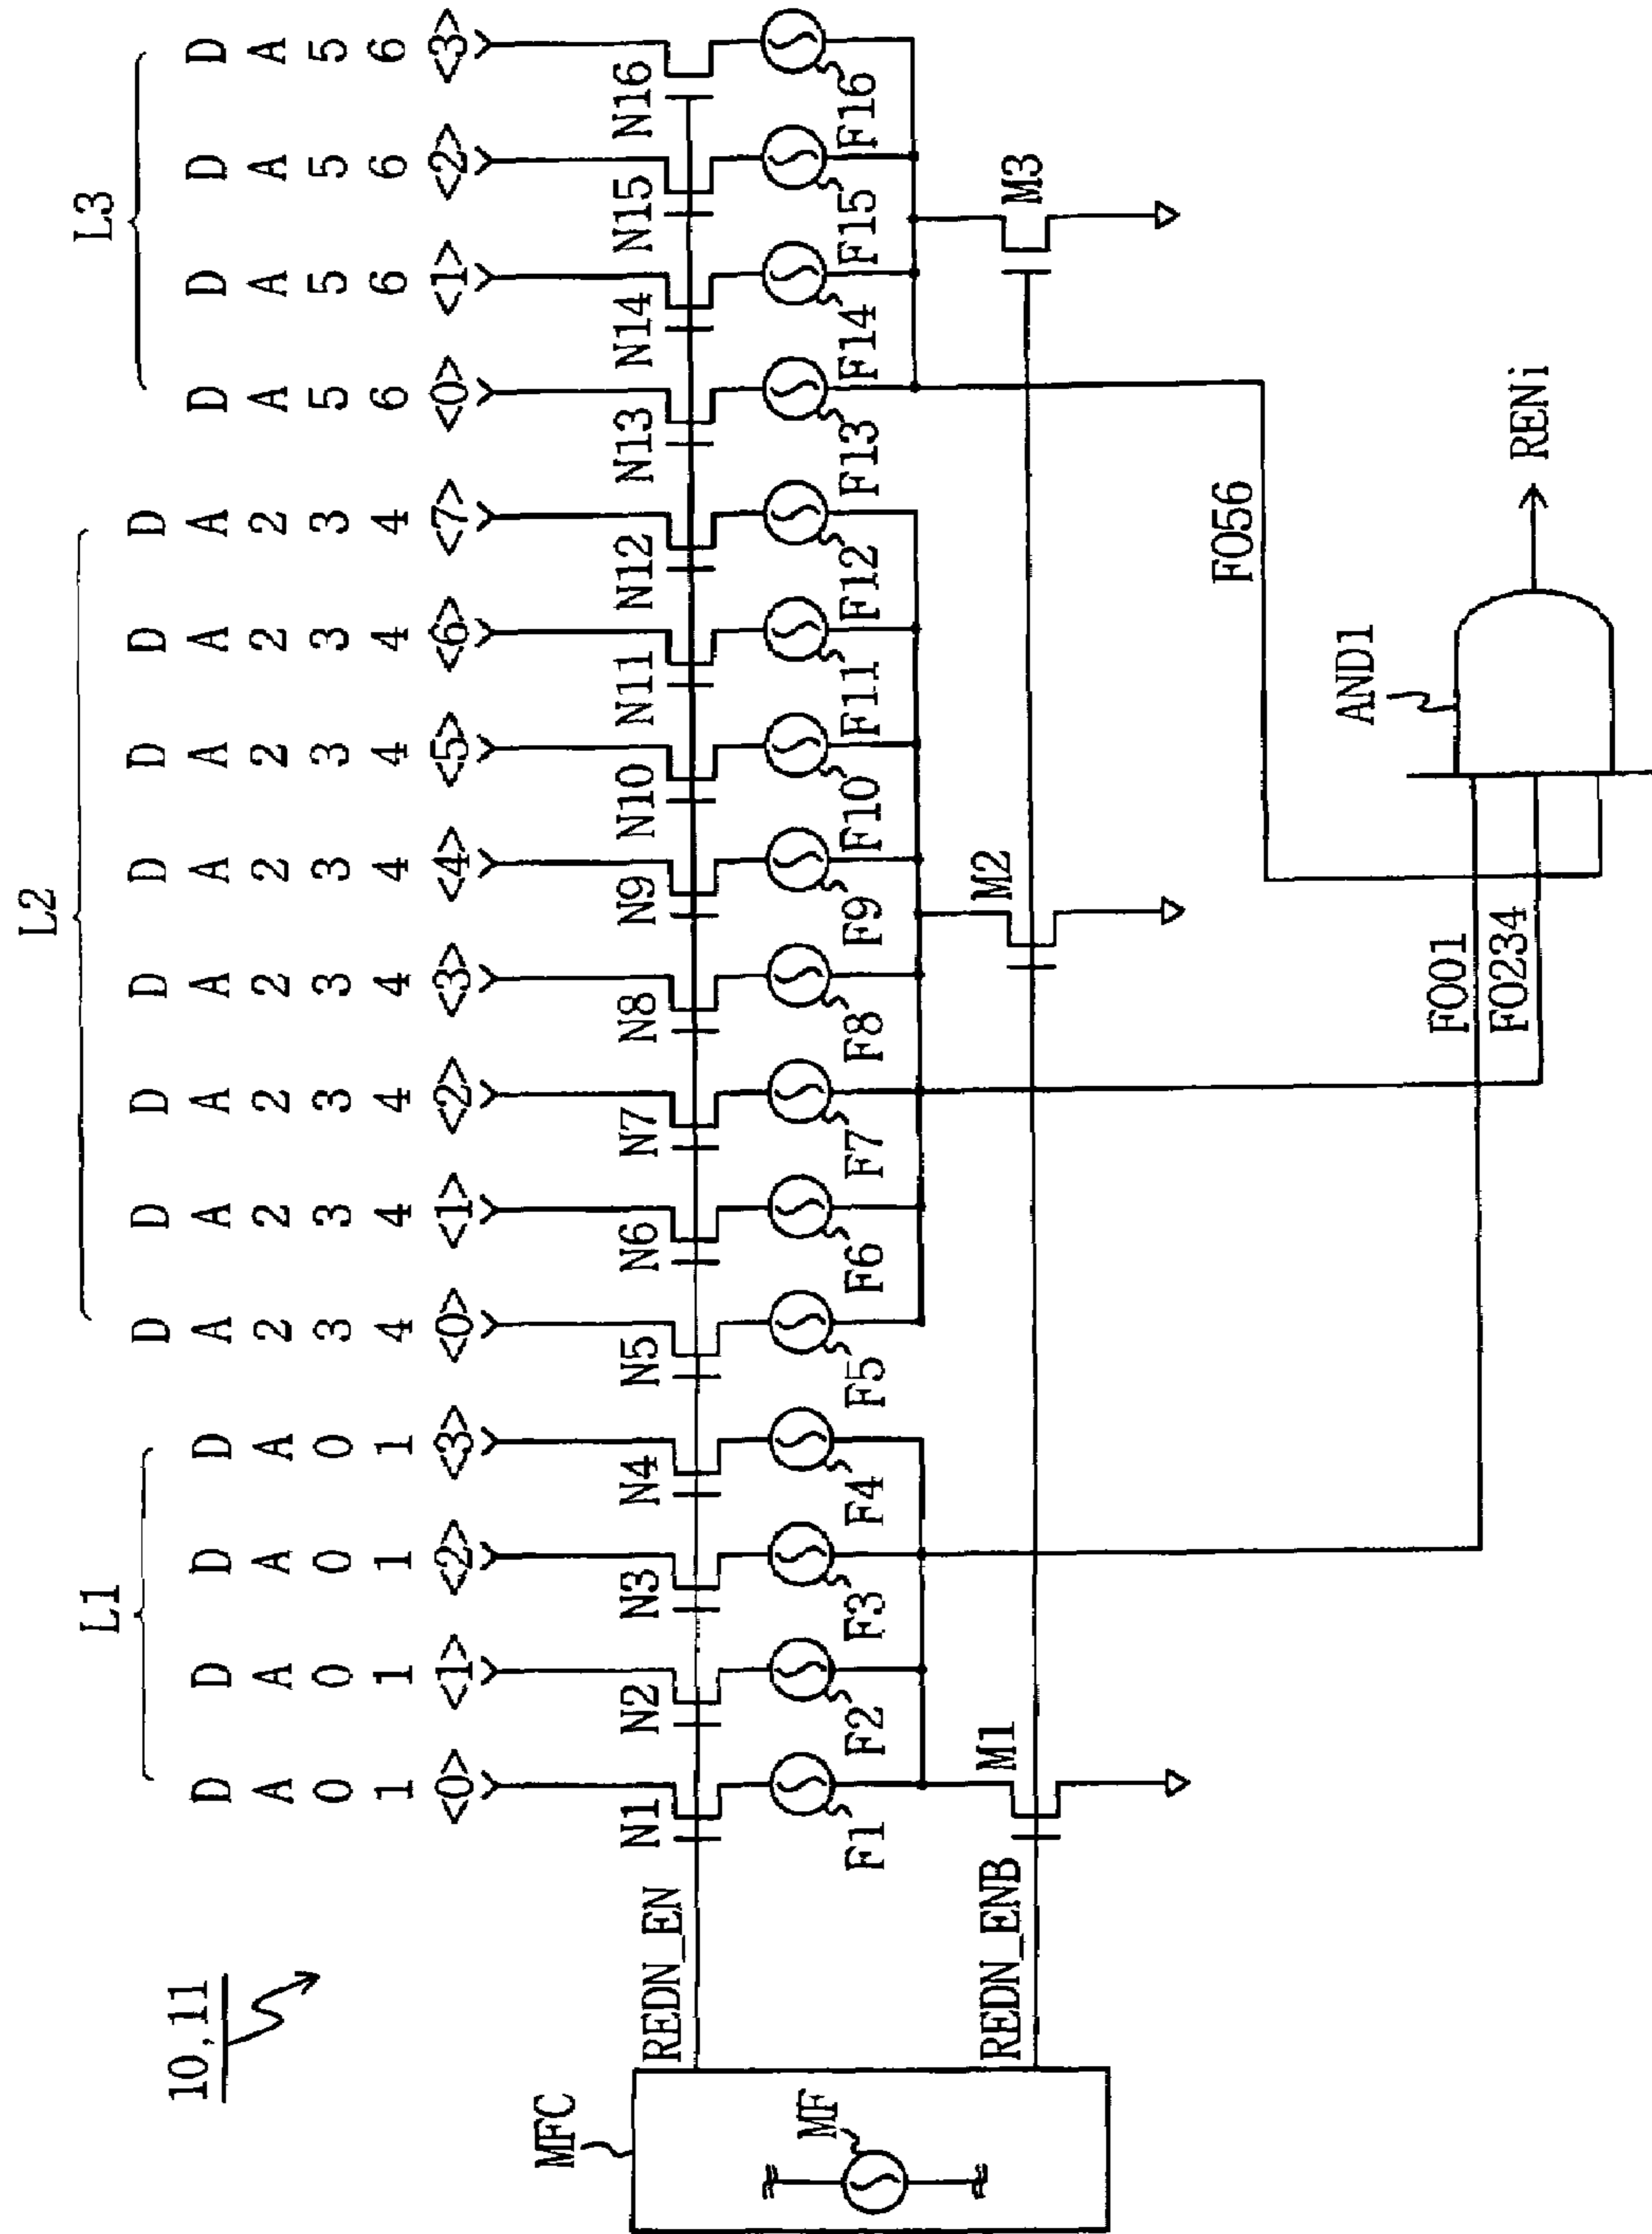 10,11
L1
L2
L3
DA01<0>
DA01<1>
DA01<2>
DA01<3>
DA234<0>
DA234<1>
DA234<2>
DA234<3>
DA234<4>
DA234<5>
DA234<6>
DA234<7>
DA56<0>
DA56<1>
DA56<2>
DA56<3>
MFC
MF
REDN_EN
N1
N2
N3
N4
N5
N6
N7
N8
N9
N10
N11
N12
N13
N14
N15
N16
F1
F2
F3
F4
F5
F6
F7
F8
F9
F10
F11
F12
F13
F14
F15
F16
REDN_ENB
M1
M2
M3
FO01
FO234
FO56
AND1
RENi